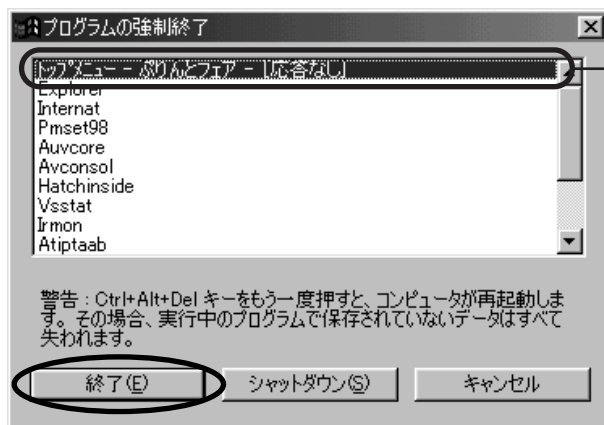 プログラムの強制終了
トップメニュー - ぷりんとフェア - [応答なし]
Explorer
Internat
Pmset98
Auvcore
Avconsol
Hatchinside
Vsstat
Irmon
Atiptaab
警告 : Ctrl+Alt+Del キーをもう一度押すと、コンピュータが再起動しま
す。その場合、実行中のプログラムで保存されていないデータはすべて
失われます。
終了(E) シャットダウン(S) キャンセル